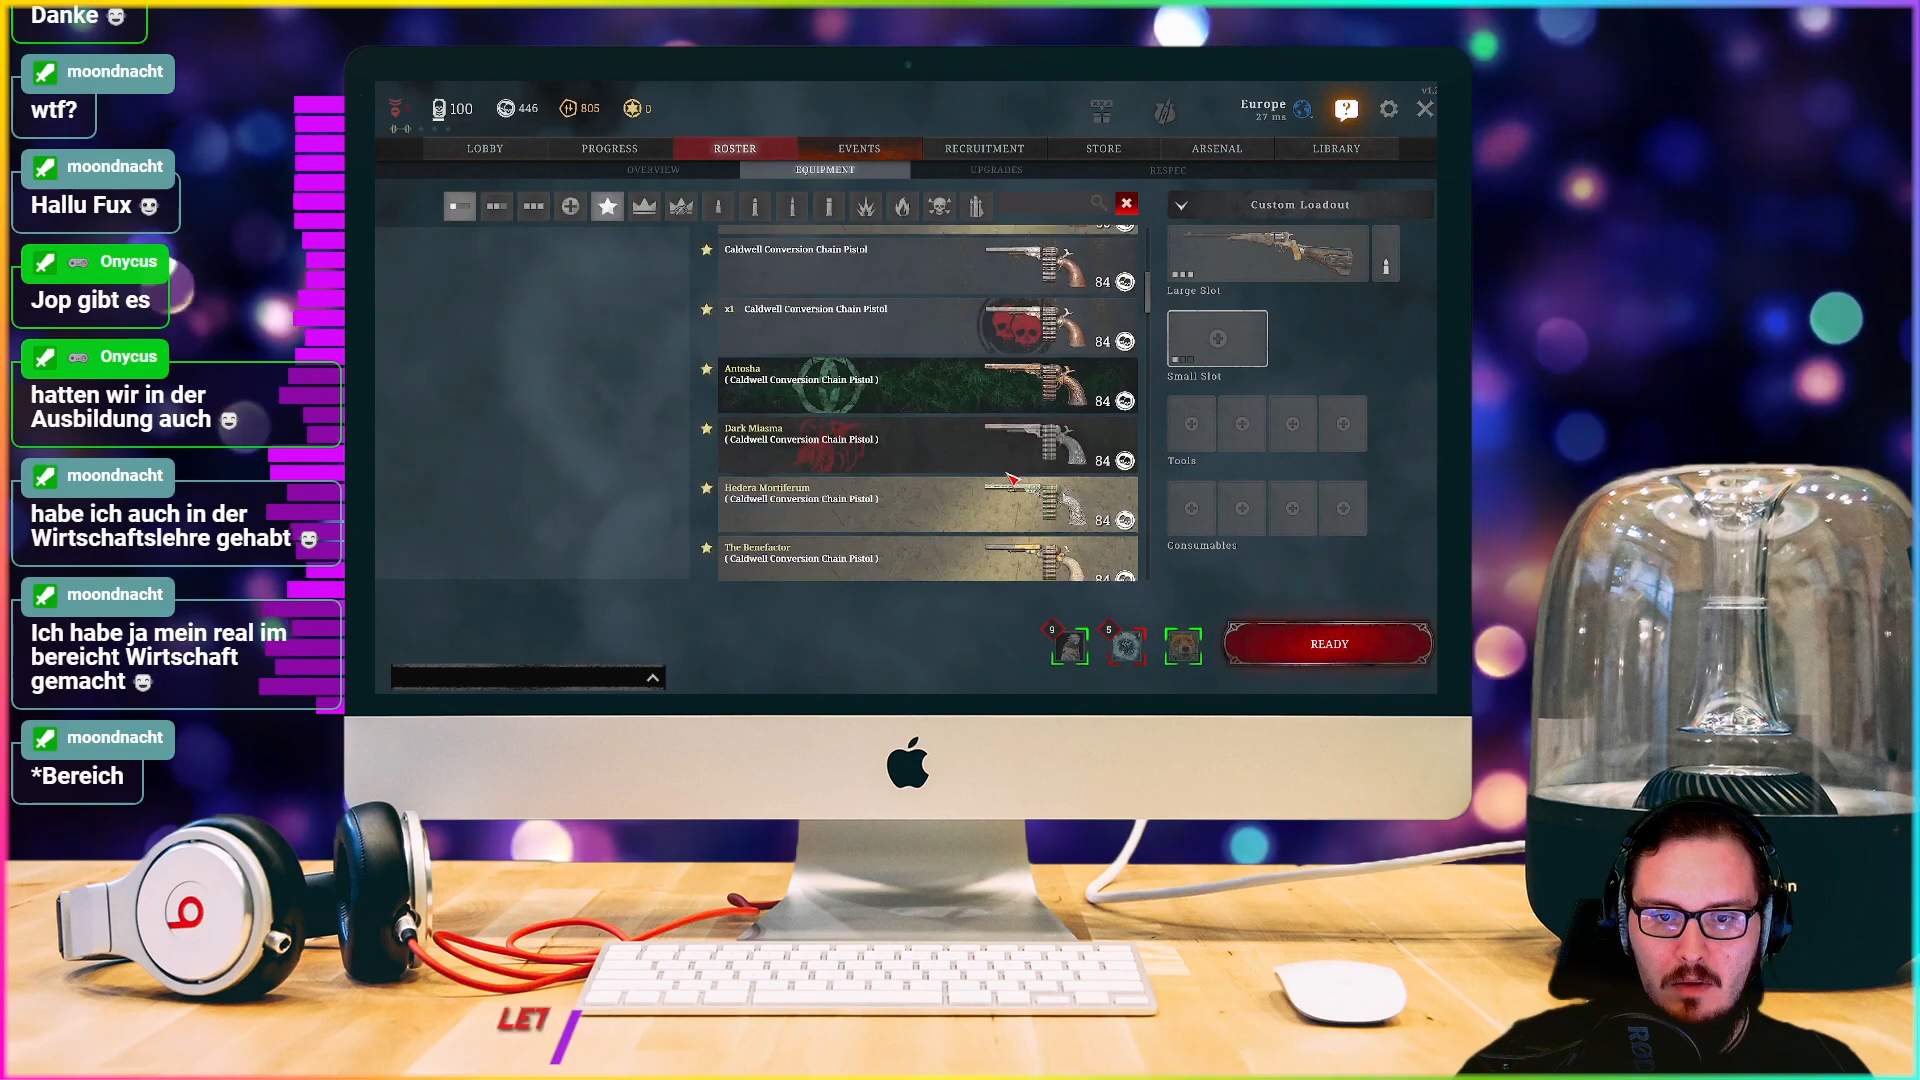 Danke
moondnacht
wtf?
moondnacht
Hallu Fux
Onycus
Jop gibt es
Onycus
hatten wir in der
Ausbildung auch
moondnacht
habe ich auch in der
Wirtschaftslehre gehabt
moondnacht
Ich habe ja mein real im
bereicht Wirtschaft
gemacht
moondnacht
*Bereich
100
446
805
0
Europe
27 ms
LOBBY
PROGRESS
ROSTER
EVENTS
RECRUITMENT
STORE
ARSENAL
LIBRARY
OVERVIEW
EQUIPMENT
UPGRADES
RESPEC
Caldwell Conversion Chain Pistol
84
x1 Caldwell Conversion Chain Pistol
84
Antosha
( Caldwell Conversion Chain Pistol )
84
Dark Miasma
( Caldwell Conversion Chain Pistol )
84
Hedera Mortiferum
( Caldwell Conversion Chain Pistol )
84
The Benefactor
( Caldwell Conversion Chain Pistol )
84
Custom Loadout
Large Slot
Small Slot
Tools
Consumables
9
5
READY
LET